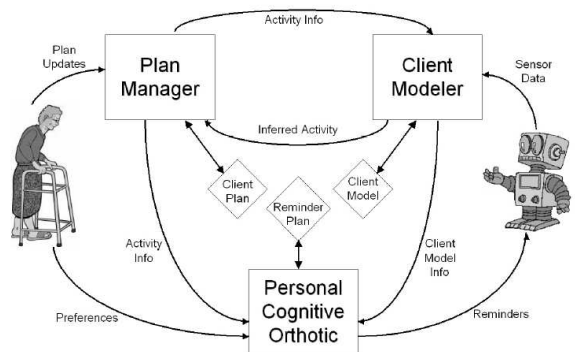 Activity Info
Plan
Updates
Plan
Manager
Client
Modeler
Sensor
Data
Inferred Activity
Client
Plan
Reminder
Plan
Client
Model
Activity
Info
Client
Model
Info
Personal
Cognitive
Orthotic
Preferences
Reminders